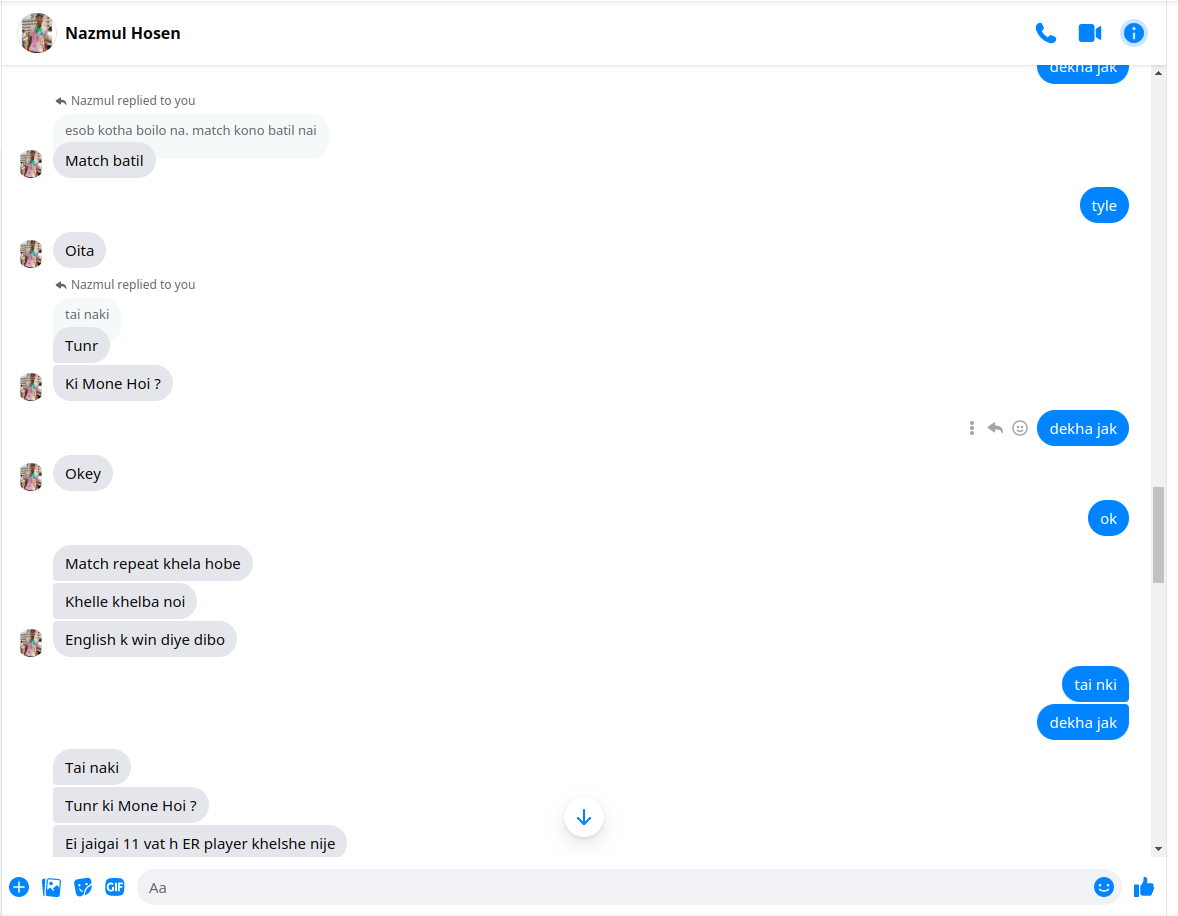 Nazmul Hosen
dekha jak
Nazmul replied to you
esob kotha boilo na. match kono batil nai
Match batil
tyle
Oita
Nazmul replied to you
tai naki
Tunr
Ki Mone Hoi ?
dekha jak
Okey
ok
Match repeat khela hobe
Khelle khelba noi
English k win diye dibo
tai nki
dekha jak
Tai naki
Tunr ki Mone Hoi ?
Ei jaigai 11 vat h ER player khelshe nije
GIF
Aa